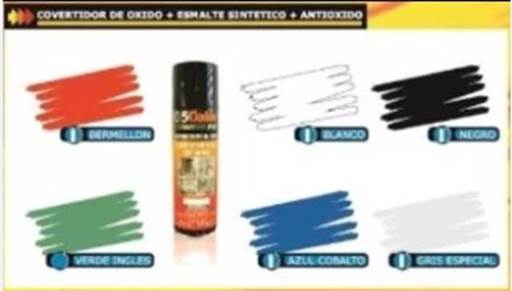 COVERTIDOR DE OXIDO + ESMALTE SINTETICO + ANTIOXIDO
BERMELLON
BLANCO
NEGRO
VERDE INGLES
AZUL COBALTO
GRIS ESPECIAL